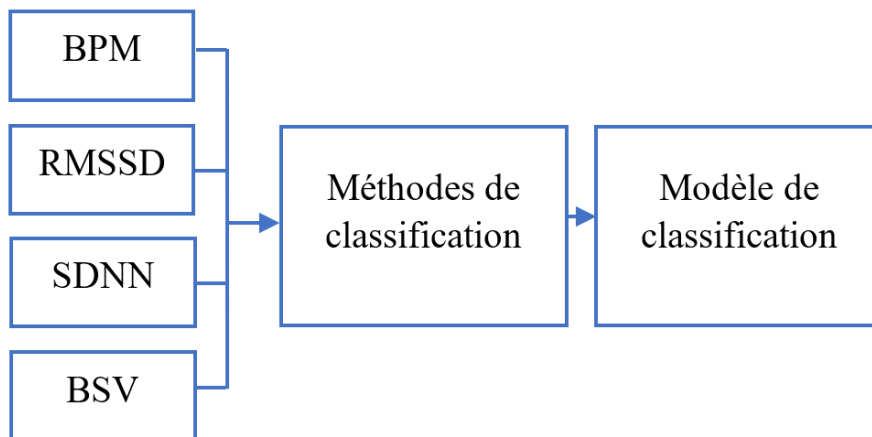 BPM
RMSSD
SDNN
BSV
Méthodes de
classification
Modèle de
classification